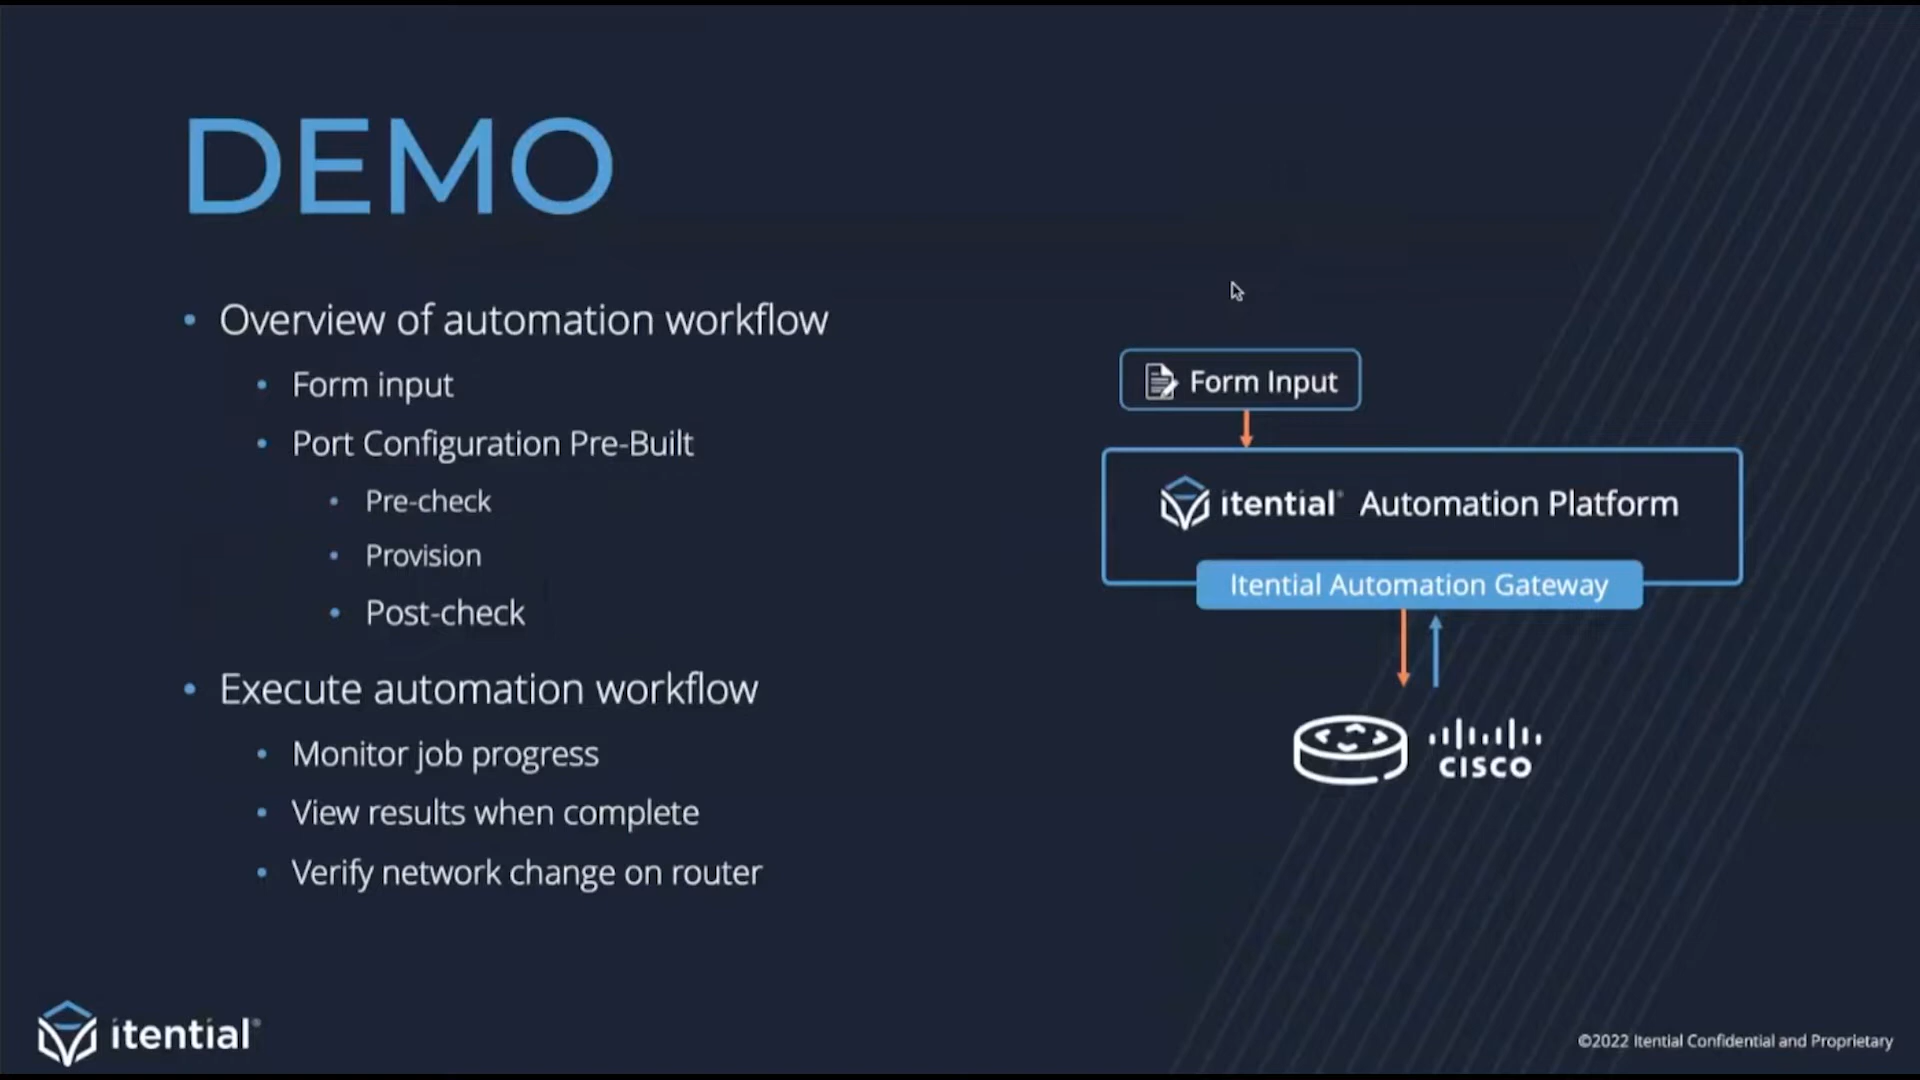 DEMO
Overview of automation workflow
Form input
Port Configuration Pre-Built
Pre-check
Provision
Post-check
Execute automation workflow
Monitor job progress
View results when complete
Verify network change on router
Form Input
itential® Automation Platform
Itential Automation Gateway
CISCO
itential®
©2022 Itential Confidential and Proprietary